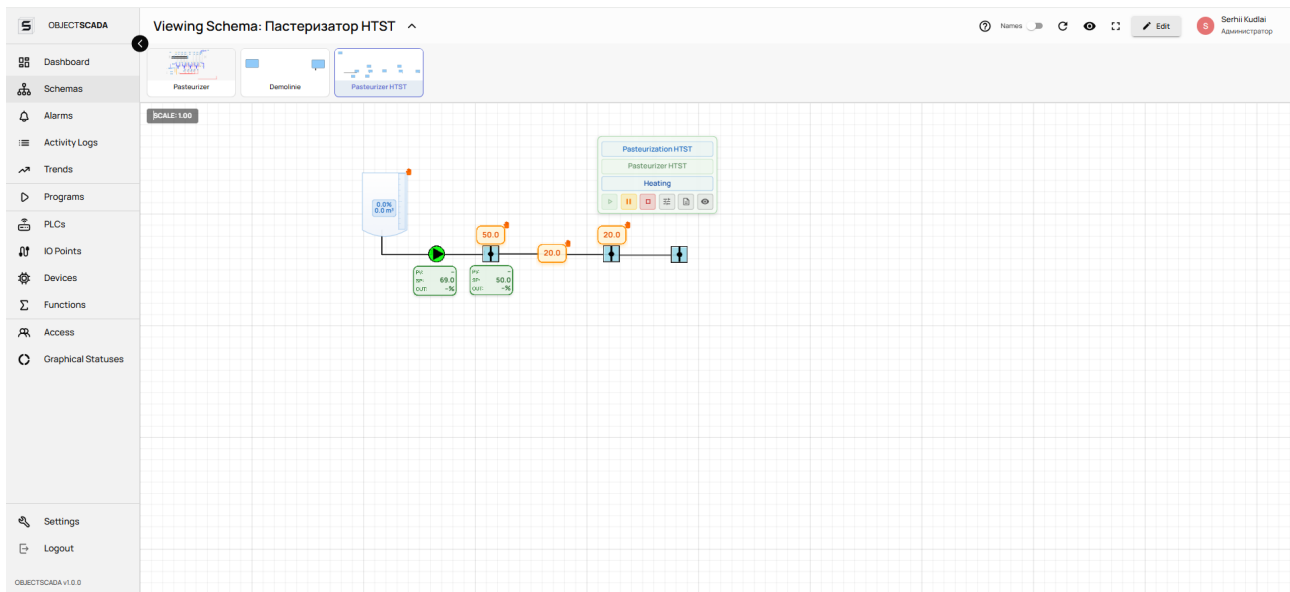 OBJECTSCADA
Viewing Schema: Пастеризатор HTST
Names
Edit
S
Serhii Kudlai
Администратор
Dashboard
Schemas
Alarms
Activity Logs
Trends
Programs
PLCs
IO Points
Devices
Functions
Access
Graphical Statuses
Settings
Logout
OBJECTSCADA v1.0.0
Pasteurizer
Demolinie
Pasteurizer HTST
SCALE: 1.00
Pasteurization HTST
Pasteurizer HTST
Heating
0.0%
0.0 m³
50.0
20.0
20.0
PV: -
SP: 69.0
OUT: -%
PV: -
SP: 50.0
OUT: -%